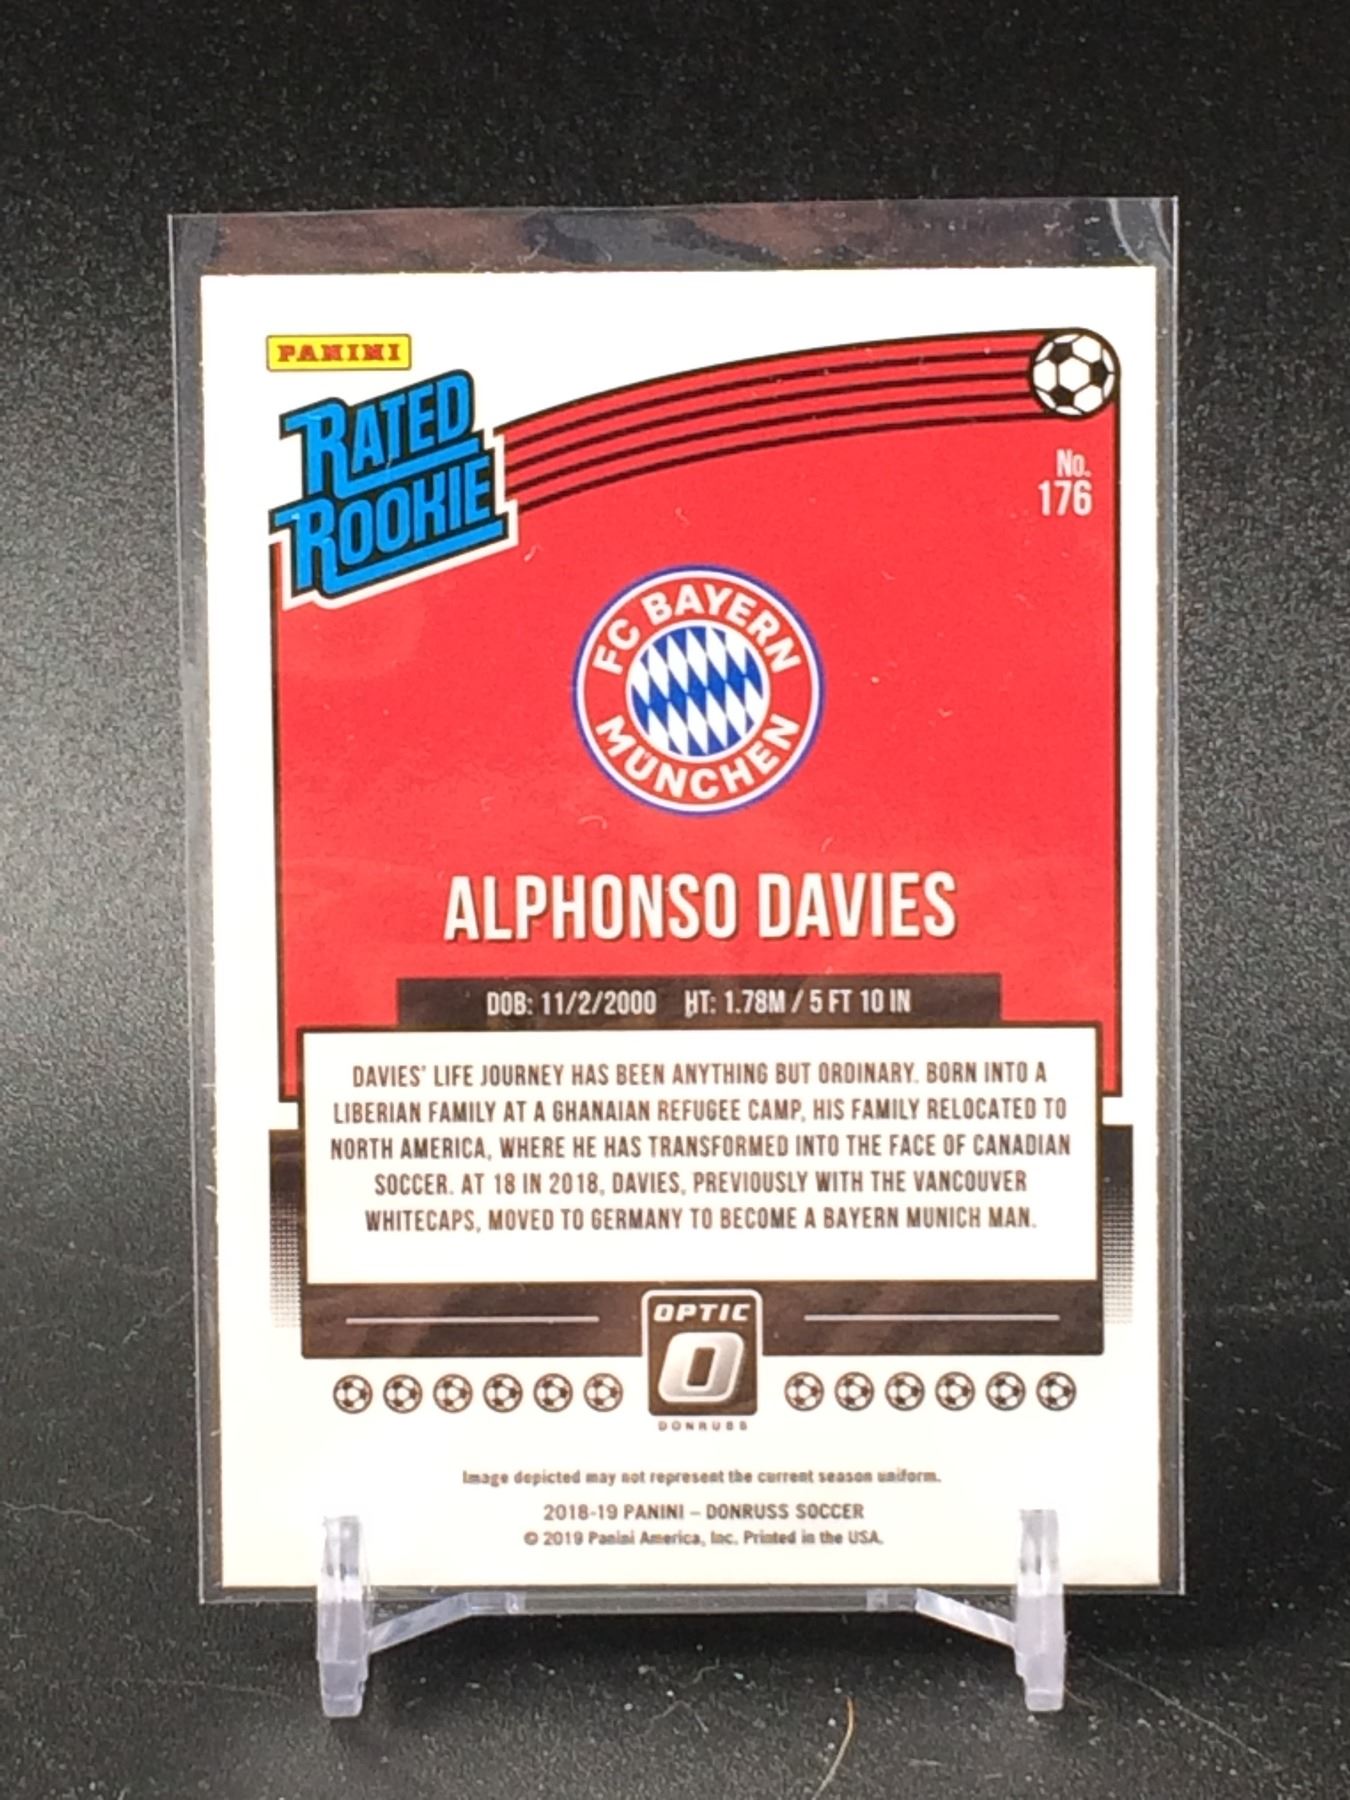 PANINI
RATED
ROOKIE
No.
176
FC BAYERN
MÜNCHEN
ALPHONSO DAVIES
DOB: 11/2/2000 HT: 1.78M / 5 FT 10 IN
DAVIES' LIFE JOURNEY HAS BEEN ANYTHING BUT ORDINARY. BORN INTO A
LIBERIAN FAMILY AT A GHANAIAN REFUGEE CAMP, HIS FAMILY RELOCATED TO
NORTH AMERICA, WHERE HE HAS TRANSFORMED INTO THE FACE OF CANADIAN
SOCCER. AT 18 IN 2018, DAVIES, PREVIOUSLY WITH THE VANCOUVER
WHITECAPS, MOVED TO GERMANY TO BECOME A BAYERN MUNICH MAN.
OPTIC
O
DONRUSS
Image depicted may not represent the current season uniform.
2018-19 PANINI – DONRUSS SOCCER
© 2019 Panini America, Inc. Printed in the USA.